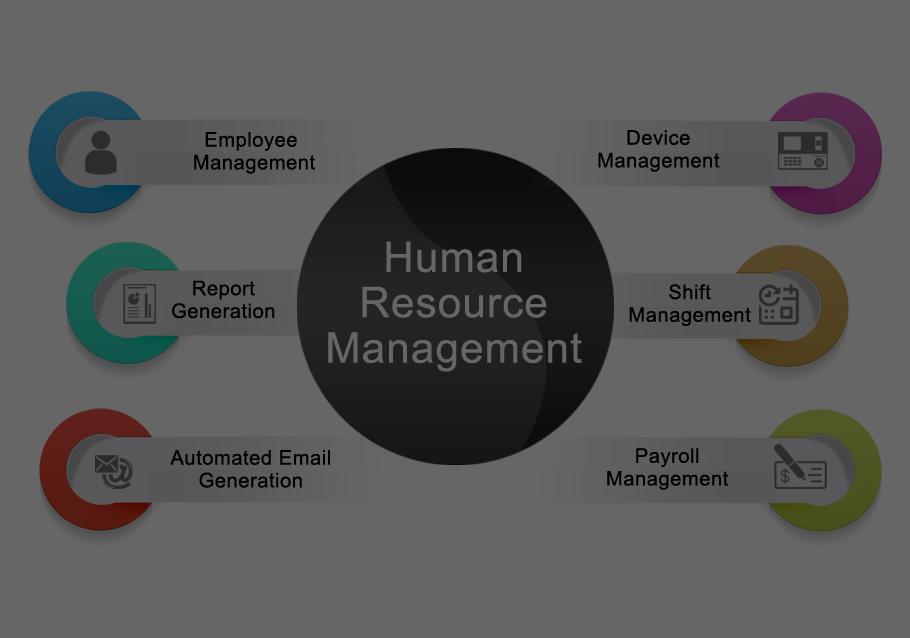 Employee
Management
Device
Management
Human
Resource
Management
Report
Generation
Shift
Management
Automated Email
Generation
Payroll
Management